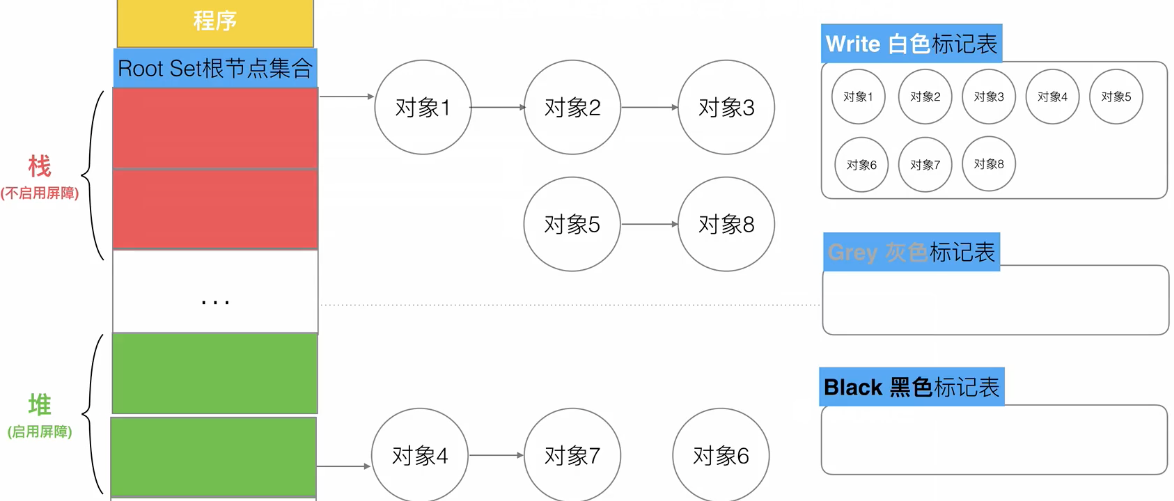 程序
Root Set根节点集合
栈
(不启用屏障)
...
堆
(启用屏障)
对象1
对象2
对象3
对象5
对象8
对象4
对象7
对象6
Write 白色标记表
对象1
对象2
对象3
对象4
对象5
对象6
对象7
对象8
Grey 灰色标记表
Black 黑色标记表